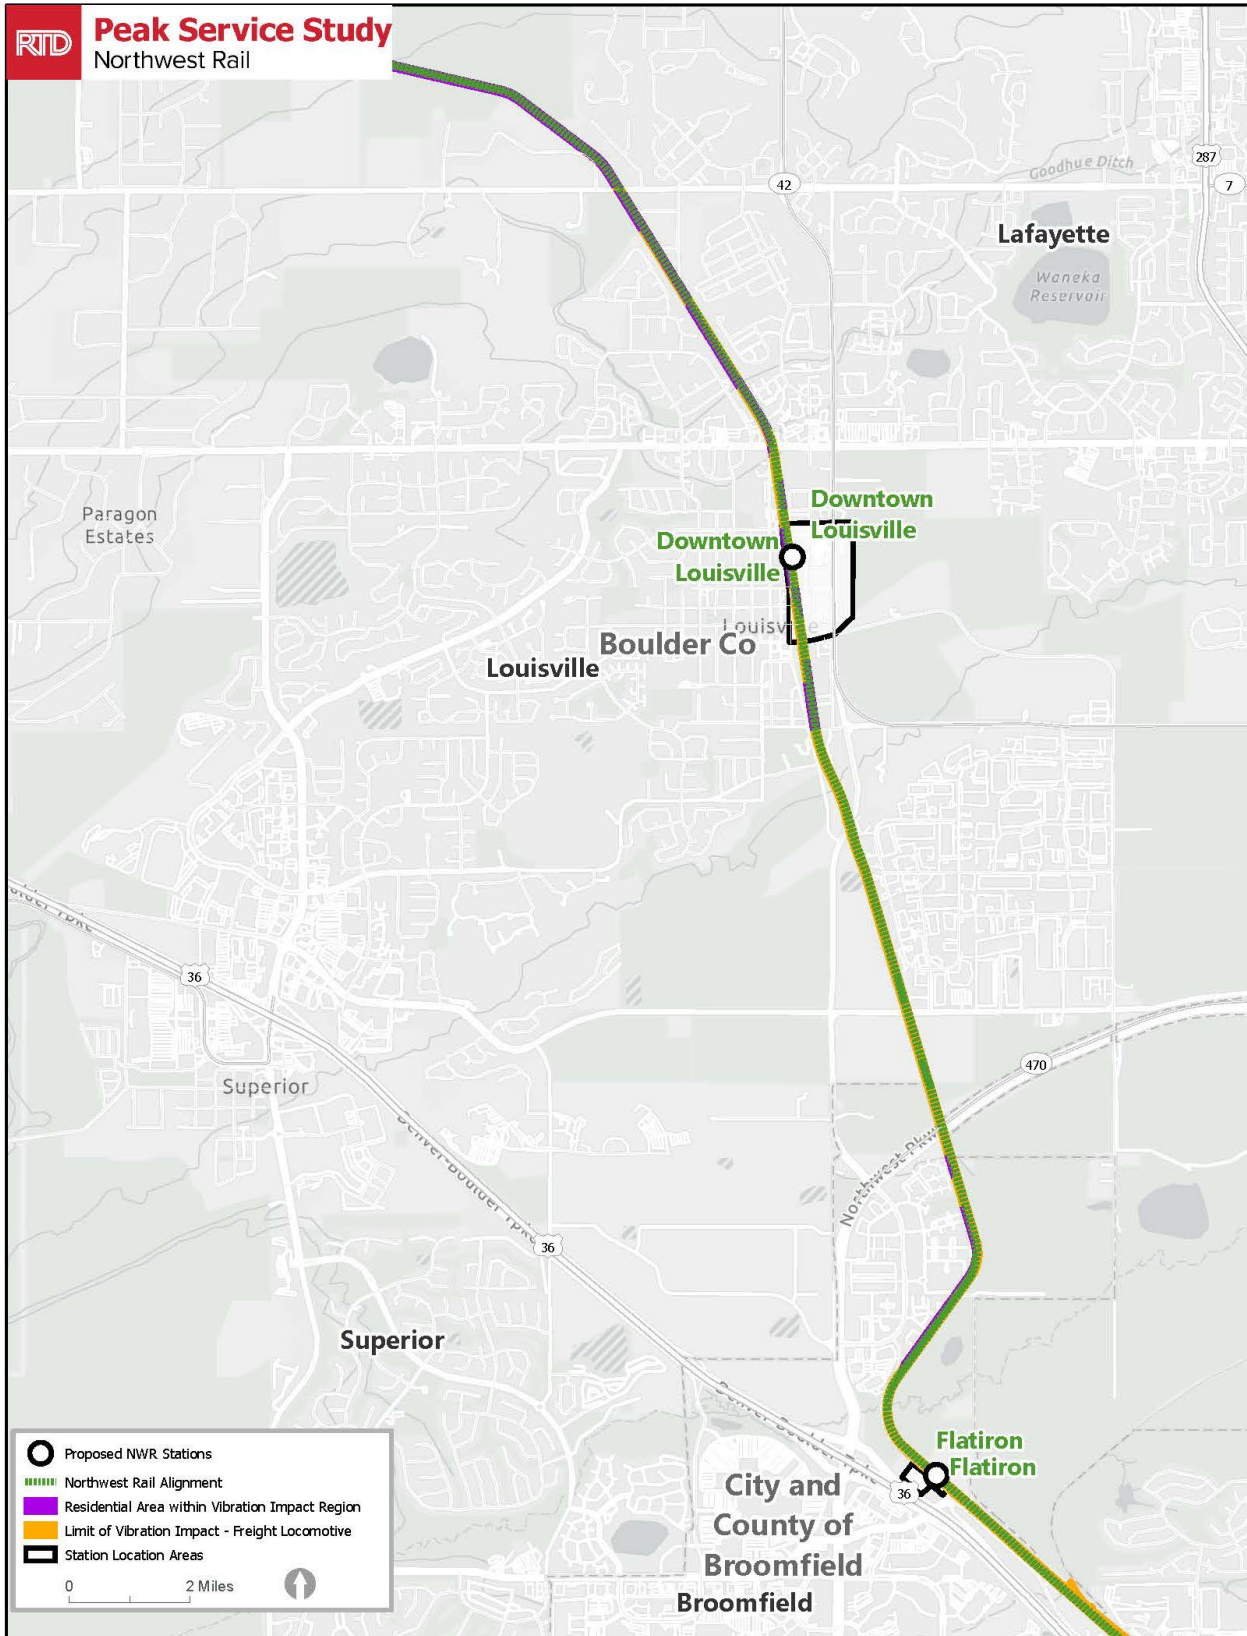 RTD
Peak Service Study
Northwest Rail
Goodhue Ditch
287
42
7
Lafayette
Waneka
Reservoir
Paragon
Estates
Downtown
Louisville
Downtown
Louisville
Louisville
Boulder Co
Louisville
36
470
Superior
Northwest Pkwy
Denver Boulder Tpke
36
Superior
Flatiron
Flatiron
36
City and
County of
Broomfield
Broomfield
Proposed NWR Stations
Northwest Rail Alignment
Residential Area within Vibration Impact Region
Limit of Vibration Impact - Freight Locomotive
Station Location Areas
0 2 Miles